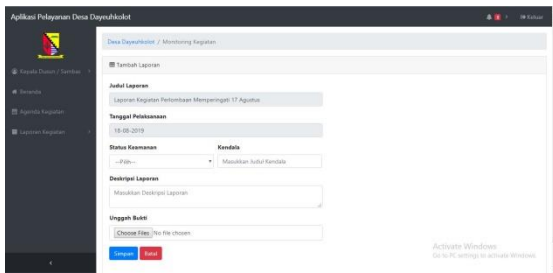 Aplikasi Pelayanan Desa Dayeuhkolot
Keluar
Desa Dayeuhkolot / Monitoring Kegiatan
Kepala Dusun / Sambas
Beranda
Agenda Kegiatan
Laporan Kegiatan
Tambah Laporan
Judul Laporan
Laporan Kegiatan Perlombaan Memperingati 17 Agustus
Tanggal Pelaksanaan
16-08-2019
Status Keamanan Kendala
--Pilih-- Masukkan Judul Kendala
Deskripsi Laporan
Masukkan Deskripsi Laporan
Unggah Bukti
Choose Files No file chosen
Simpan Batal
Activate Windows
Go to PC settings to activate Windows.